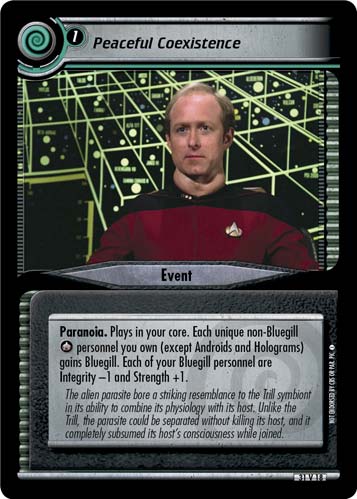 1
Peaceful Coexistence
Event
Paranoia. Plays in your core. Each unique non-Bluegill
personnel you own (except Androids and Holograms)
gains Bluegill. Each of your Bluegill personnel are
Integrity –1 and Strength +1.
The alien parasite bore a striking resemblance to the Trill symbiont
in its ability to combine its physiology with its host. Unlike the
Trill, the parasite could be separated without killing its host, and it
completely subsumed its host's consciousness while joined.
31 V 18